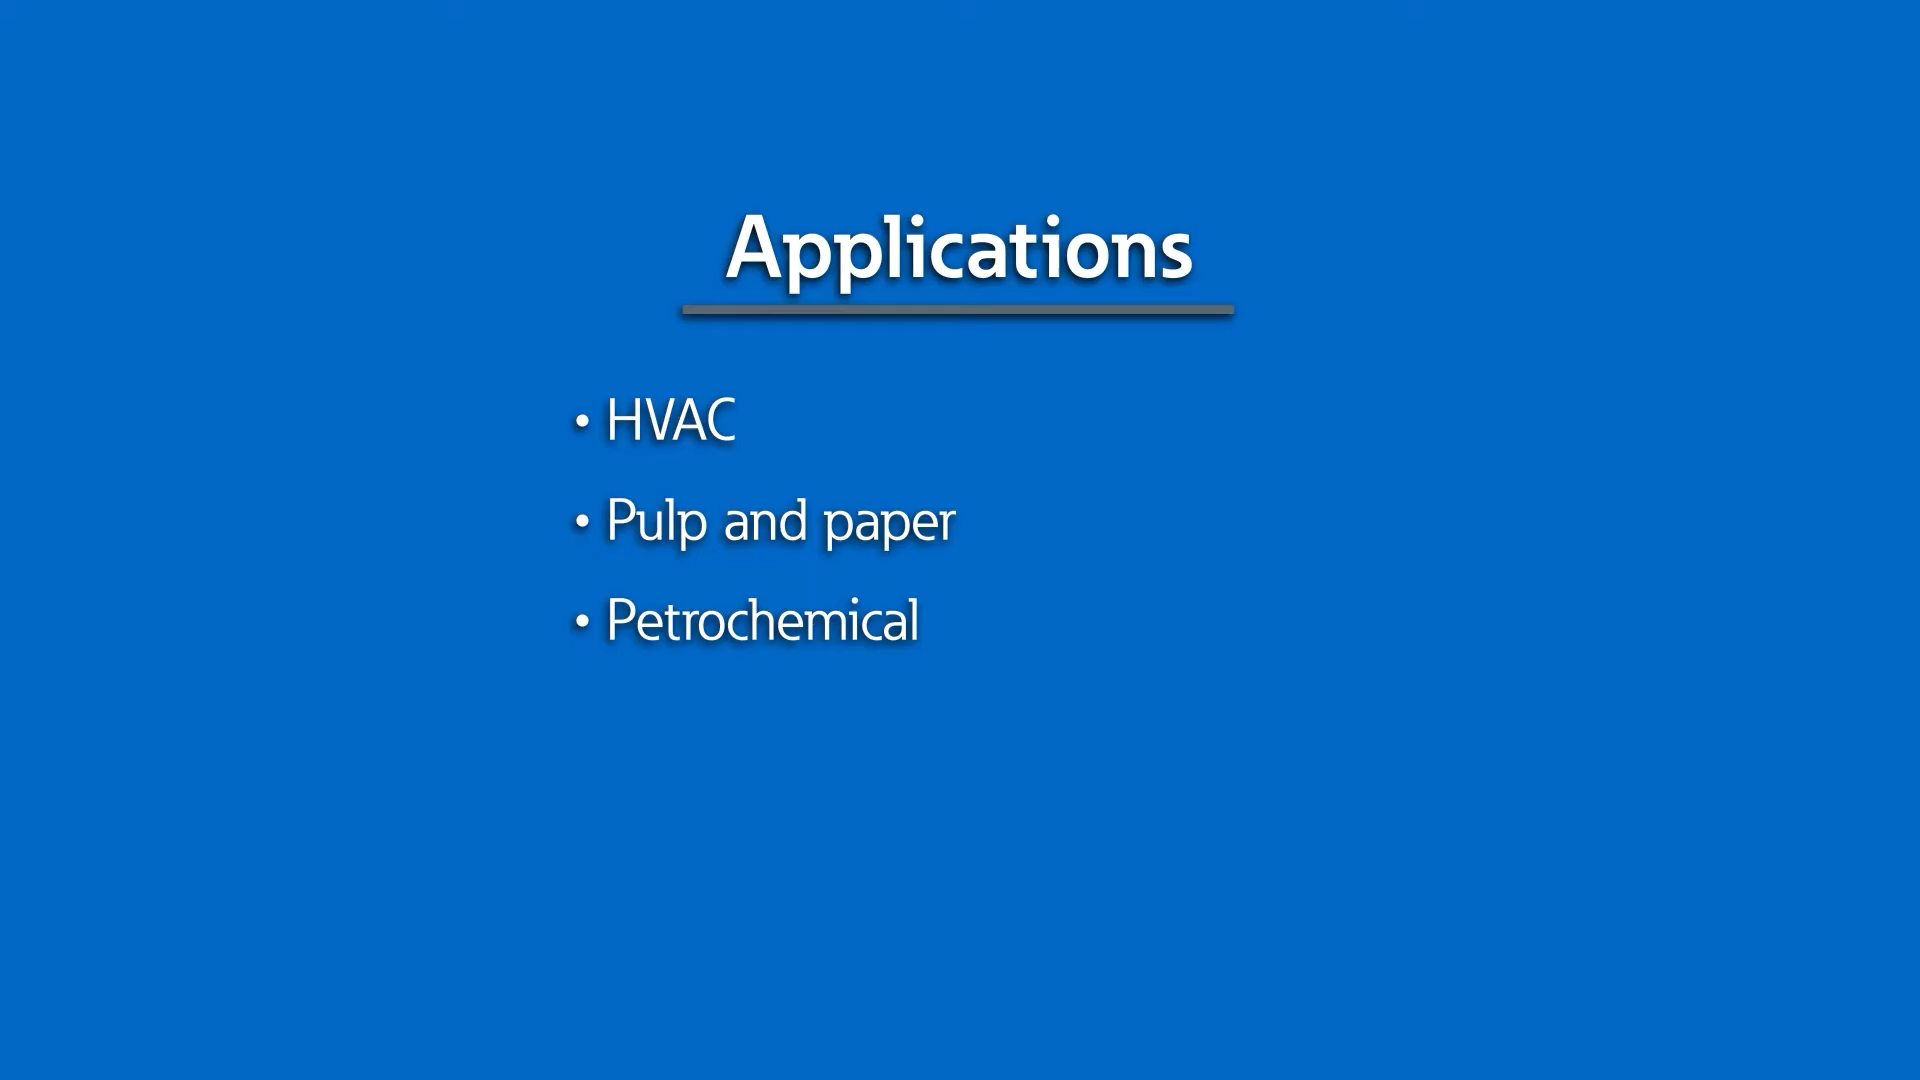 Applications
• HVAC
• Pulp and paper
• Petrochemical